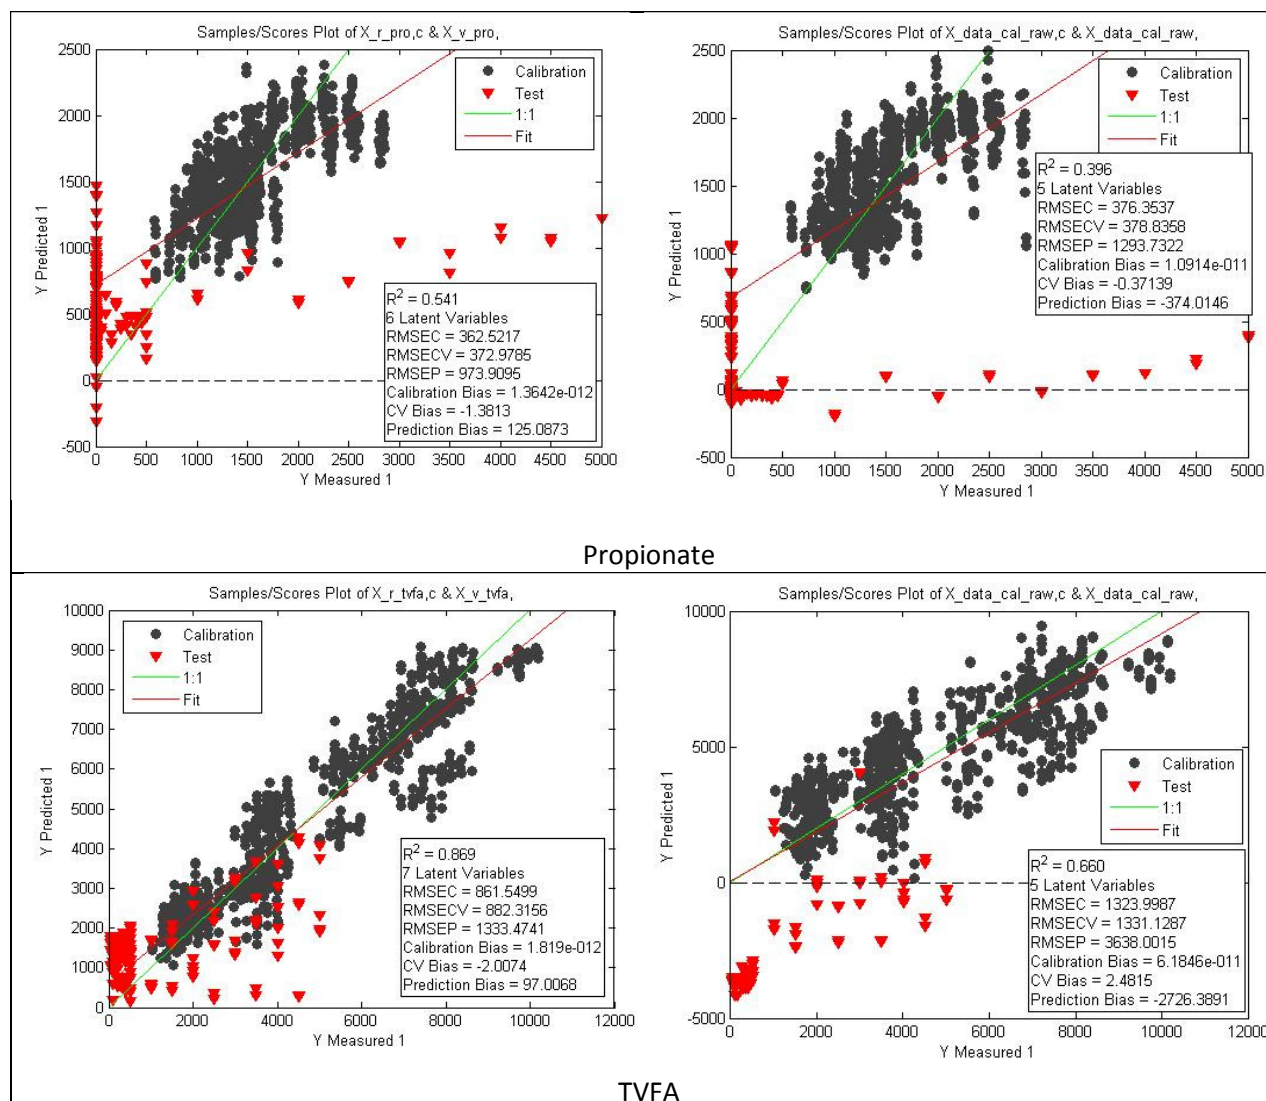 Samples/Scores Plot of X_r_pro,c & X_v_pro,
2500
2000
1500
1000
500
0
-500
Y Predicted 1
0 500 1000 1500 2000 2500 3000 3500 4000 4500 5000
Y Measured 1
Calibration
Test
1:1
Fit
R² = 0.541
6 Latent Variables
RMSEC = 362.5217
RMSECV = 372.9785
RMSEP = 973.9095
Calibration Bias = 1.3642e-012
CV Bias = -1.3813
Prediction Bias = 125.0873
Samples/Scores Plot of X_data_cal_raw,c & X_data_cal_raw,
2500
2000
1500
1000
500
0
-500
Y Predicted 1
0 500 1000 1500 2000 2500 3000 3500 4000 4500 5000
Y Measured 1
Calibration
Test
1:1
Fit
R² = 0.396
5 Latent Variables
RMSEC = 376.3537
RMSECV = 378.8358
RMSEP = 1293.7322
Calibration Bias = 1.0914e-011
CV Bias = -0.37139
Prediction Bias = -374.0146
Propionate
Samples/Scores Plot of X_r_tvfa,c & X_v_tvfa,
10000
9000
8000
7000
6000
5000
4000
3000
2000
1000
0
Y Predicted 1
0 2000 4000 6000 8000 10000 12000
Y Measured 1
Calibration
Test
1:1
Fit
R² = 0.869
7 Latent Variables
RMSEC = 861.5499
RMSECV = 882.3156
RMSEP = 1333.4741
Calibration Bias = 1.819e-012
CV Bias = -2.0074
Prediction Bias = 97.0068
Samples/Scores Plot of X_data_cal_raw,c & X_data_cal_raw,
10000
5000
0
-5000
Y Predicted 1
0 2000 4000 6000 8000 10000 12000
Y Measured 1
Calibration
Test
1:1
Fit
R² = 0.660
5 Latent Variables
RMSEC = 1323.9987
RMSECV = 1331.1287
RMSEP = 3638.0015
Calibration Bias = 6.1846e-011
CV Bias = 2.4815
Prediction Bias = -2726.3891
TVFA